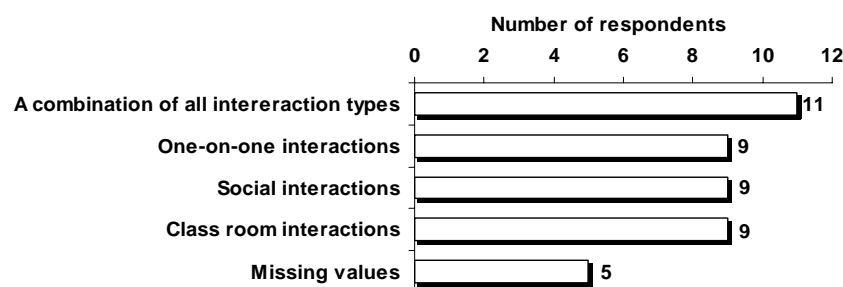 Number of respondents
0 2 4 6 8 10 12
A combination of all intereraction types 11
One-on-one interactions 9
Social interactions 9
Class room interactions 9
Missing values 5